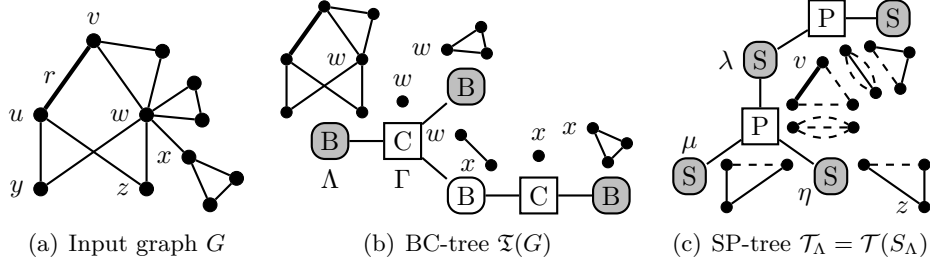 v
r
u
w
x
y
z
(a) Input graph G
w
w
w
B
B
C
w
x
x
x
Λ
Γ
B
C
B
(b) BC-tree 𝔗(G)
P
S
λ
S
v
P
μ
S
S
η
z
(c) SP-tree 𝒯_Λ = 𝒯(S_Λ)